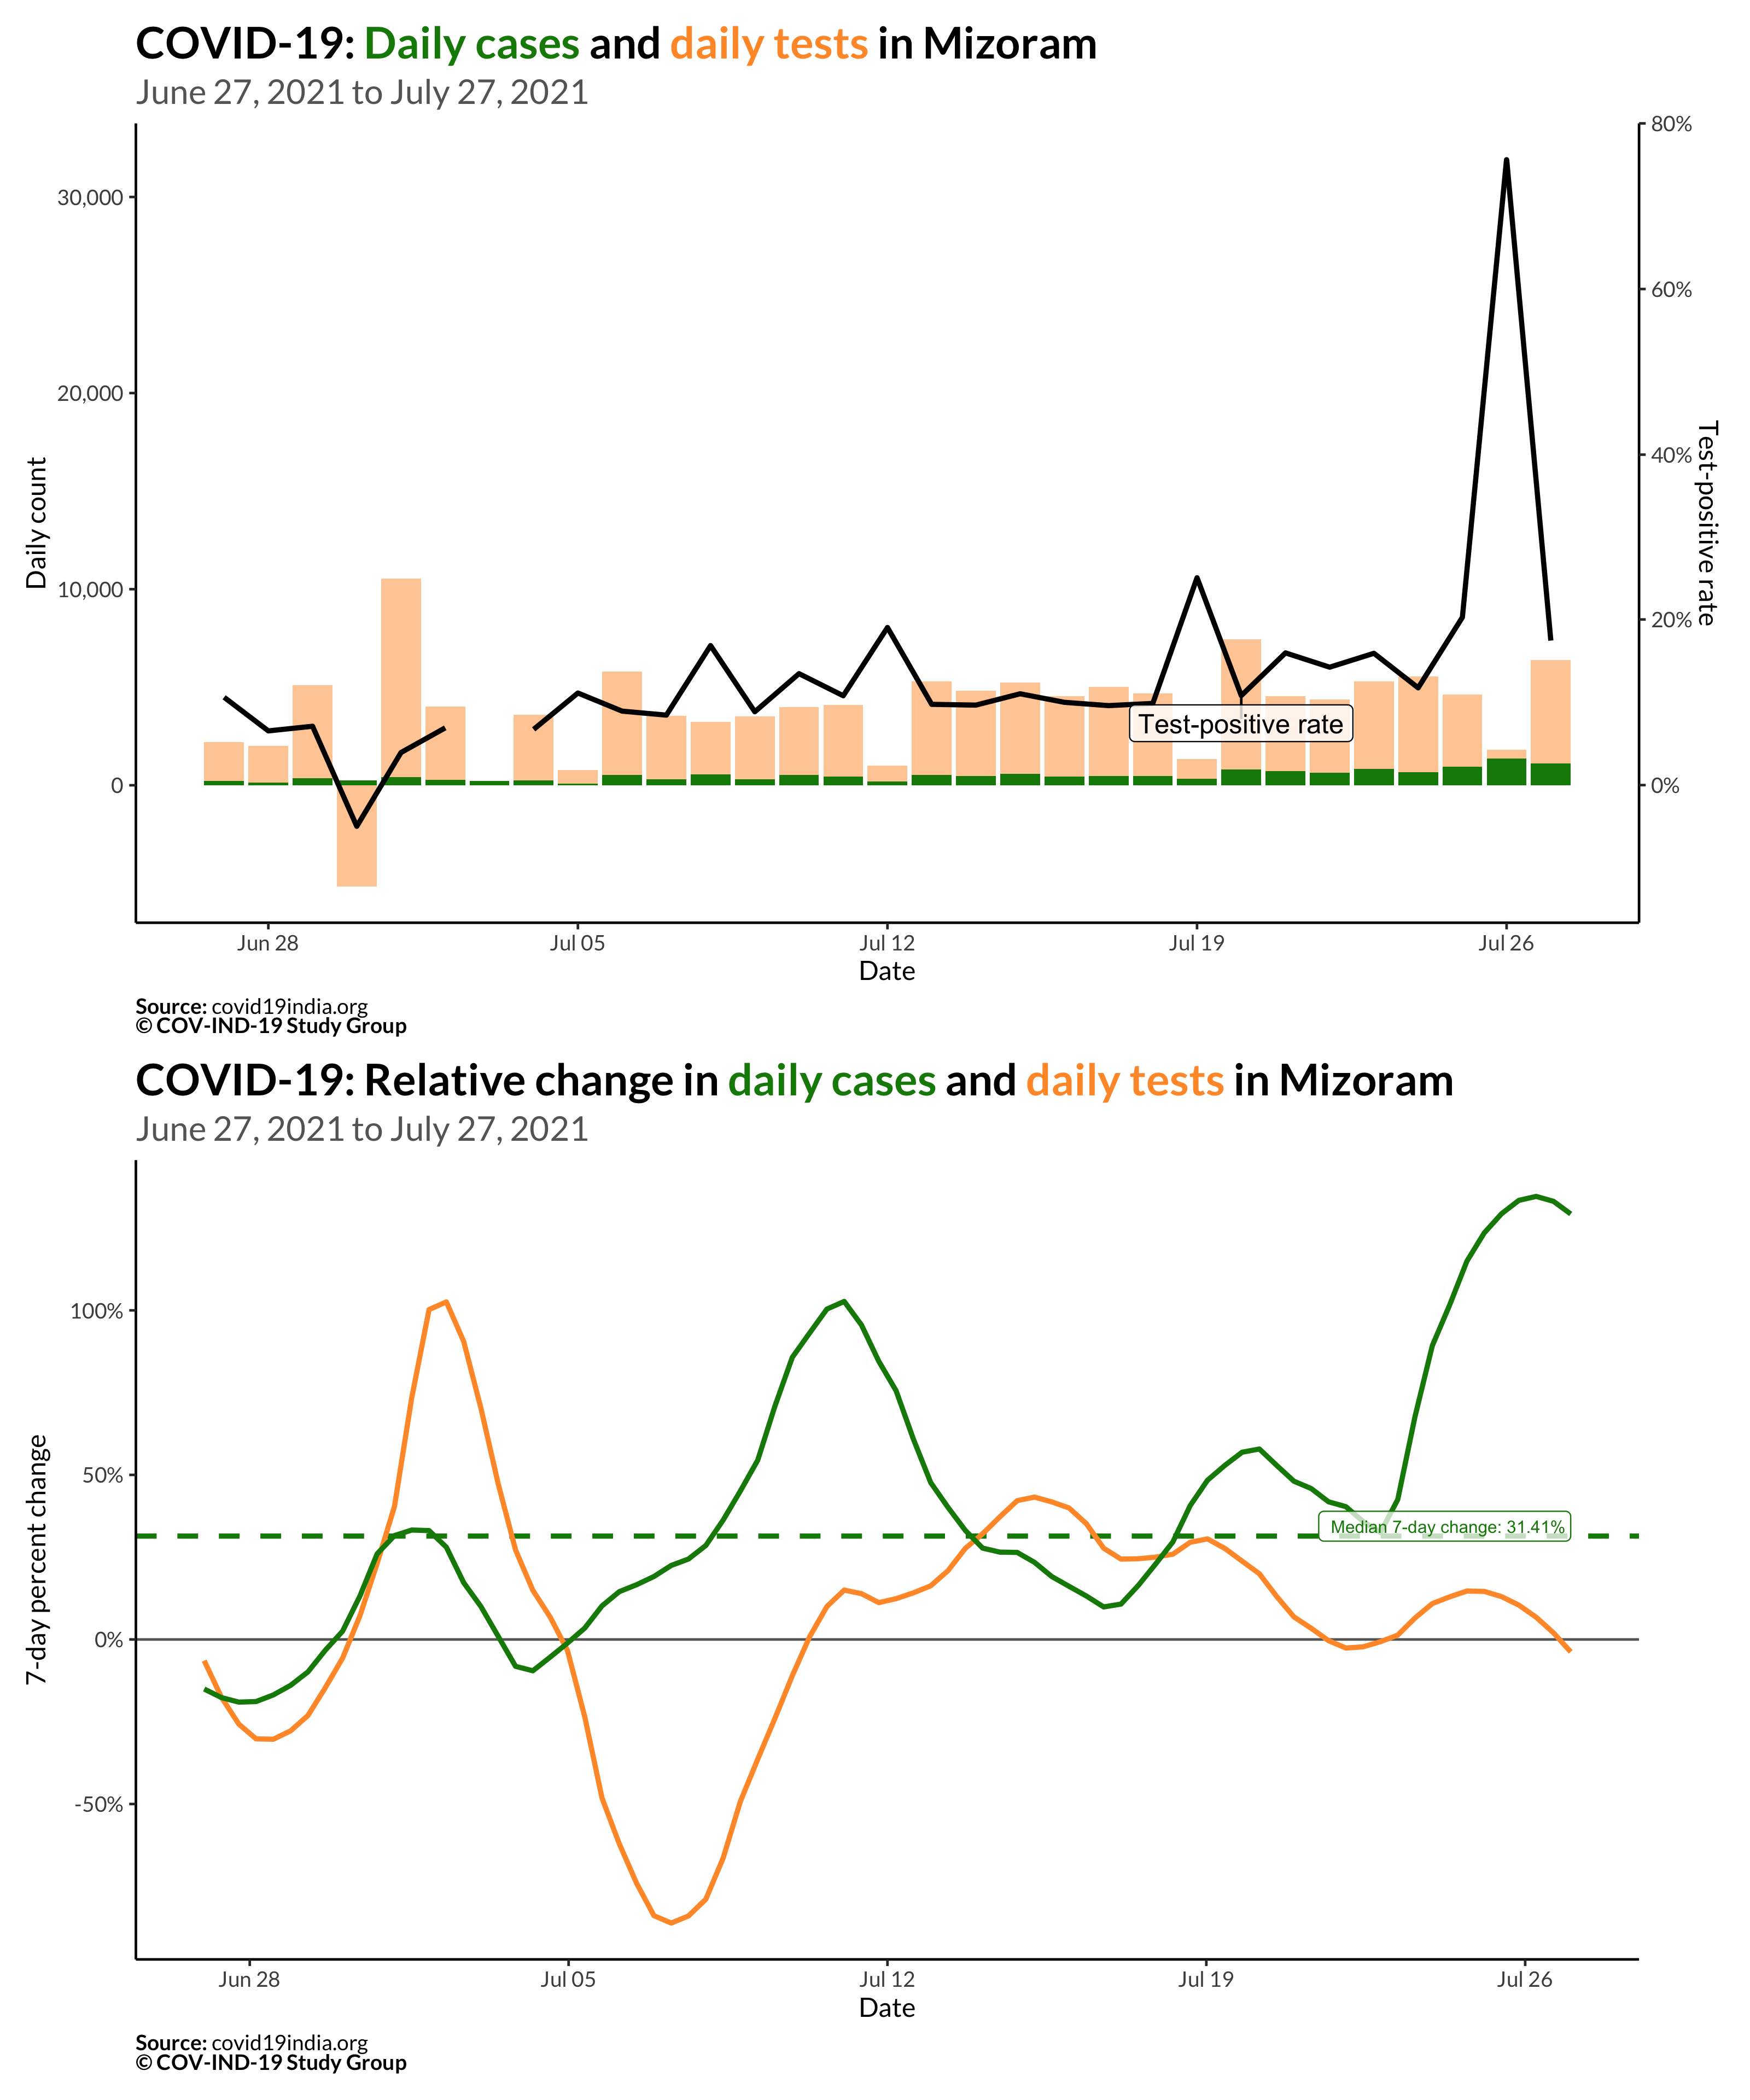 COVID-19: Daily cases and daily tests in Mizoram
June 27, 2021 to July 27, 2021
Daily count
30,000
20,000
10,000
0
80%
60%
40%
20%
0%
Test-positive rate
Test-positive rate
Jun 28
Jul 05
Jul 12
Jul 19
Jul 26
Date
Source: covid19india.org
© COV-IND-19 Study Group
COVID-19: Relative change in daily cases and daily tests in Mizoram
June 27, 2021 to July 27, 2021
7-day percent change
100%
50%
0%
-50%
Median 7-day change: 31.41%
Jun 28
Jul 05
Jul 12
Jul 19
Jul 26
Date
Source: covid19india.org
© COV-IND-19 Study Group